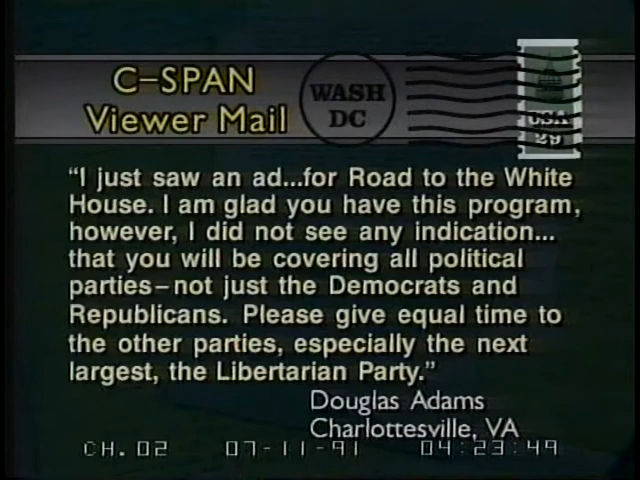 C-SPAN
Viewer Mail
WASH
DC
USA
29
“I just saw an ad...for Road to the White
House. I am glad you have this program,
however, I did not see any indication...
that you will be covering all political
parties–not just the Democrats and
Republicans. Please give equal time to
the other parties, especially the next
largest, the Libertarian Party.”
Douglas Adams
Charlottesville, VA
CH.02 07-11-91 04:23:49